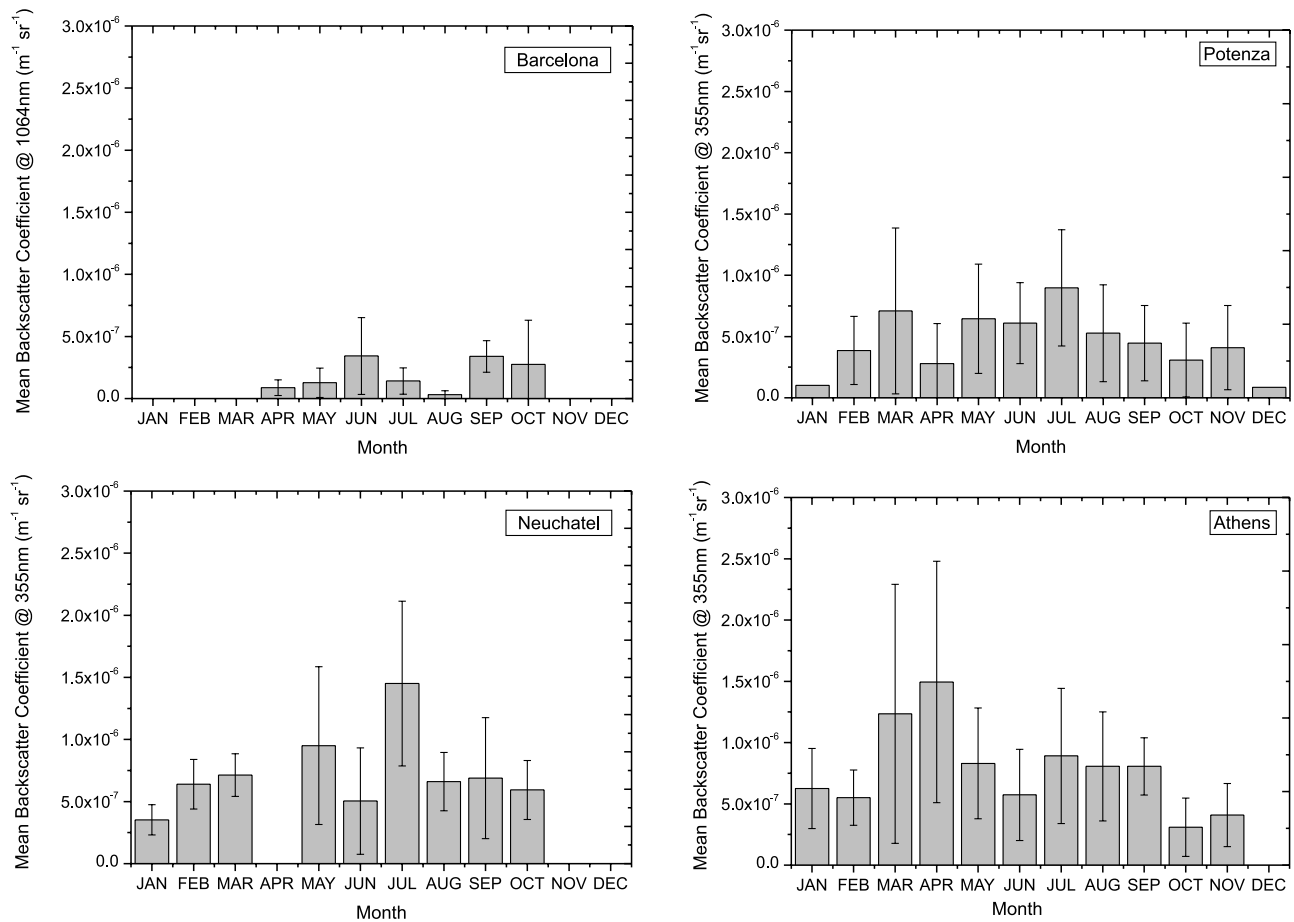 Barcelona
Mean Backscatter Coefficient @ 1064nm (m⁻¹ sr⁻¹)
3.0x10⁻⁶
2.5x10⁻⁶
2.0x10⁻⁶
1.5x10⁻⁶
1.0x10⁻⁶
5.0x10⁻⁷
0.0
JAN FEB MAR APR MAY JUN JUL AUG SEP OCT NOV DEC
Month
Potenza
Mean Backscatter Coefficient @ 355nm (m⁻¹sr⁻¹)
3.0x10⁻⁶
2.5x10⁻⁶
2.0x10⁻⁶
1.5x10⁻⁶
1.0x10⁻⁶
5.0x10⁻⁷
0.0
JAN FEB MAR APR MAY JUN JUL AUG SEP OCT NOV DEC
Month
Neuchatel
Mean Backscatter Coefficient @ 355nm (m⁻¹ sr⁻¹)
3.0x10⁻⁶
2.5x10⁻⁶
2.0x10⁻⁶
1.5x10⁻⁶
1.0x10⁻⁶
5.0x10⁻⁷
0.0
JAN FEB MAR APR MAY JUN JUL AUG SEP OCT NOV DEC
Month
Athens
Mean Backscatter Coefficient @ 355nm (m⁻¹sr⁻¹)
3.0x10⁻⁶
2.5x10⁻⁶
2.0x10⁻⁶
1.5x10⁻⁶
1.0x10⁻⁶
5.0x10⁻⁷
0.0
JAN FEB MAR APR MAY JUN JUL AUG SEP OCT NOV DEC
Month